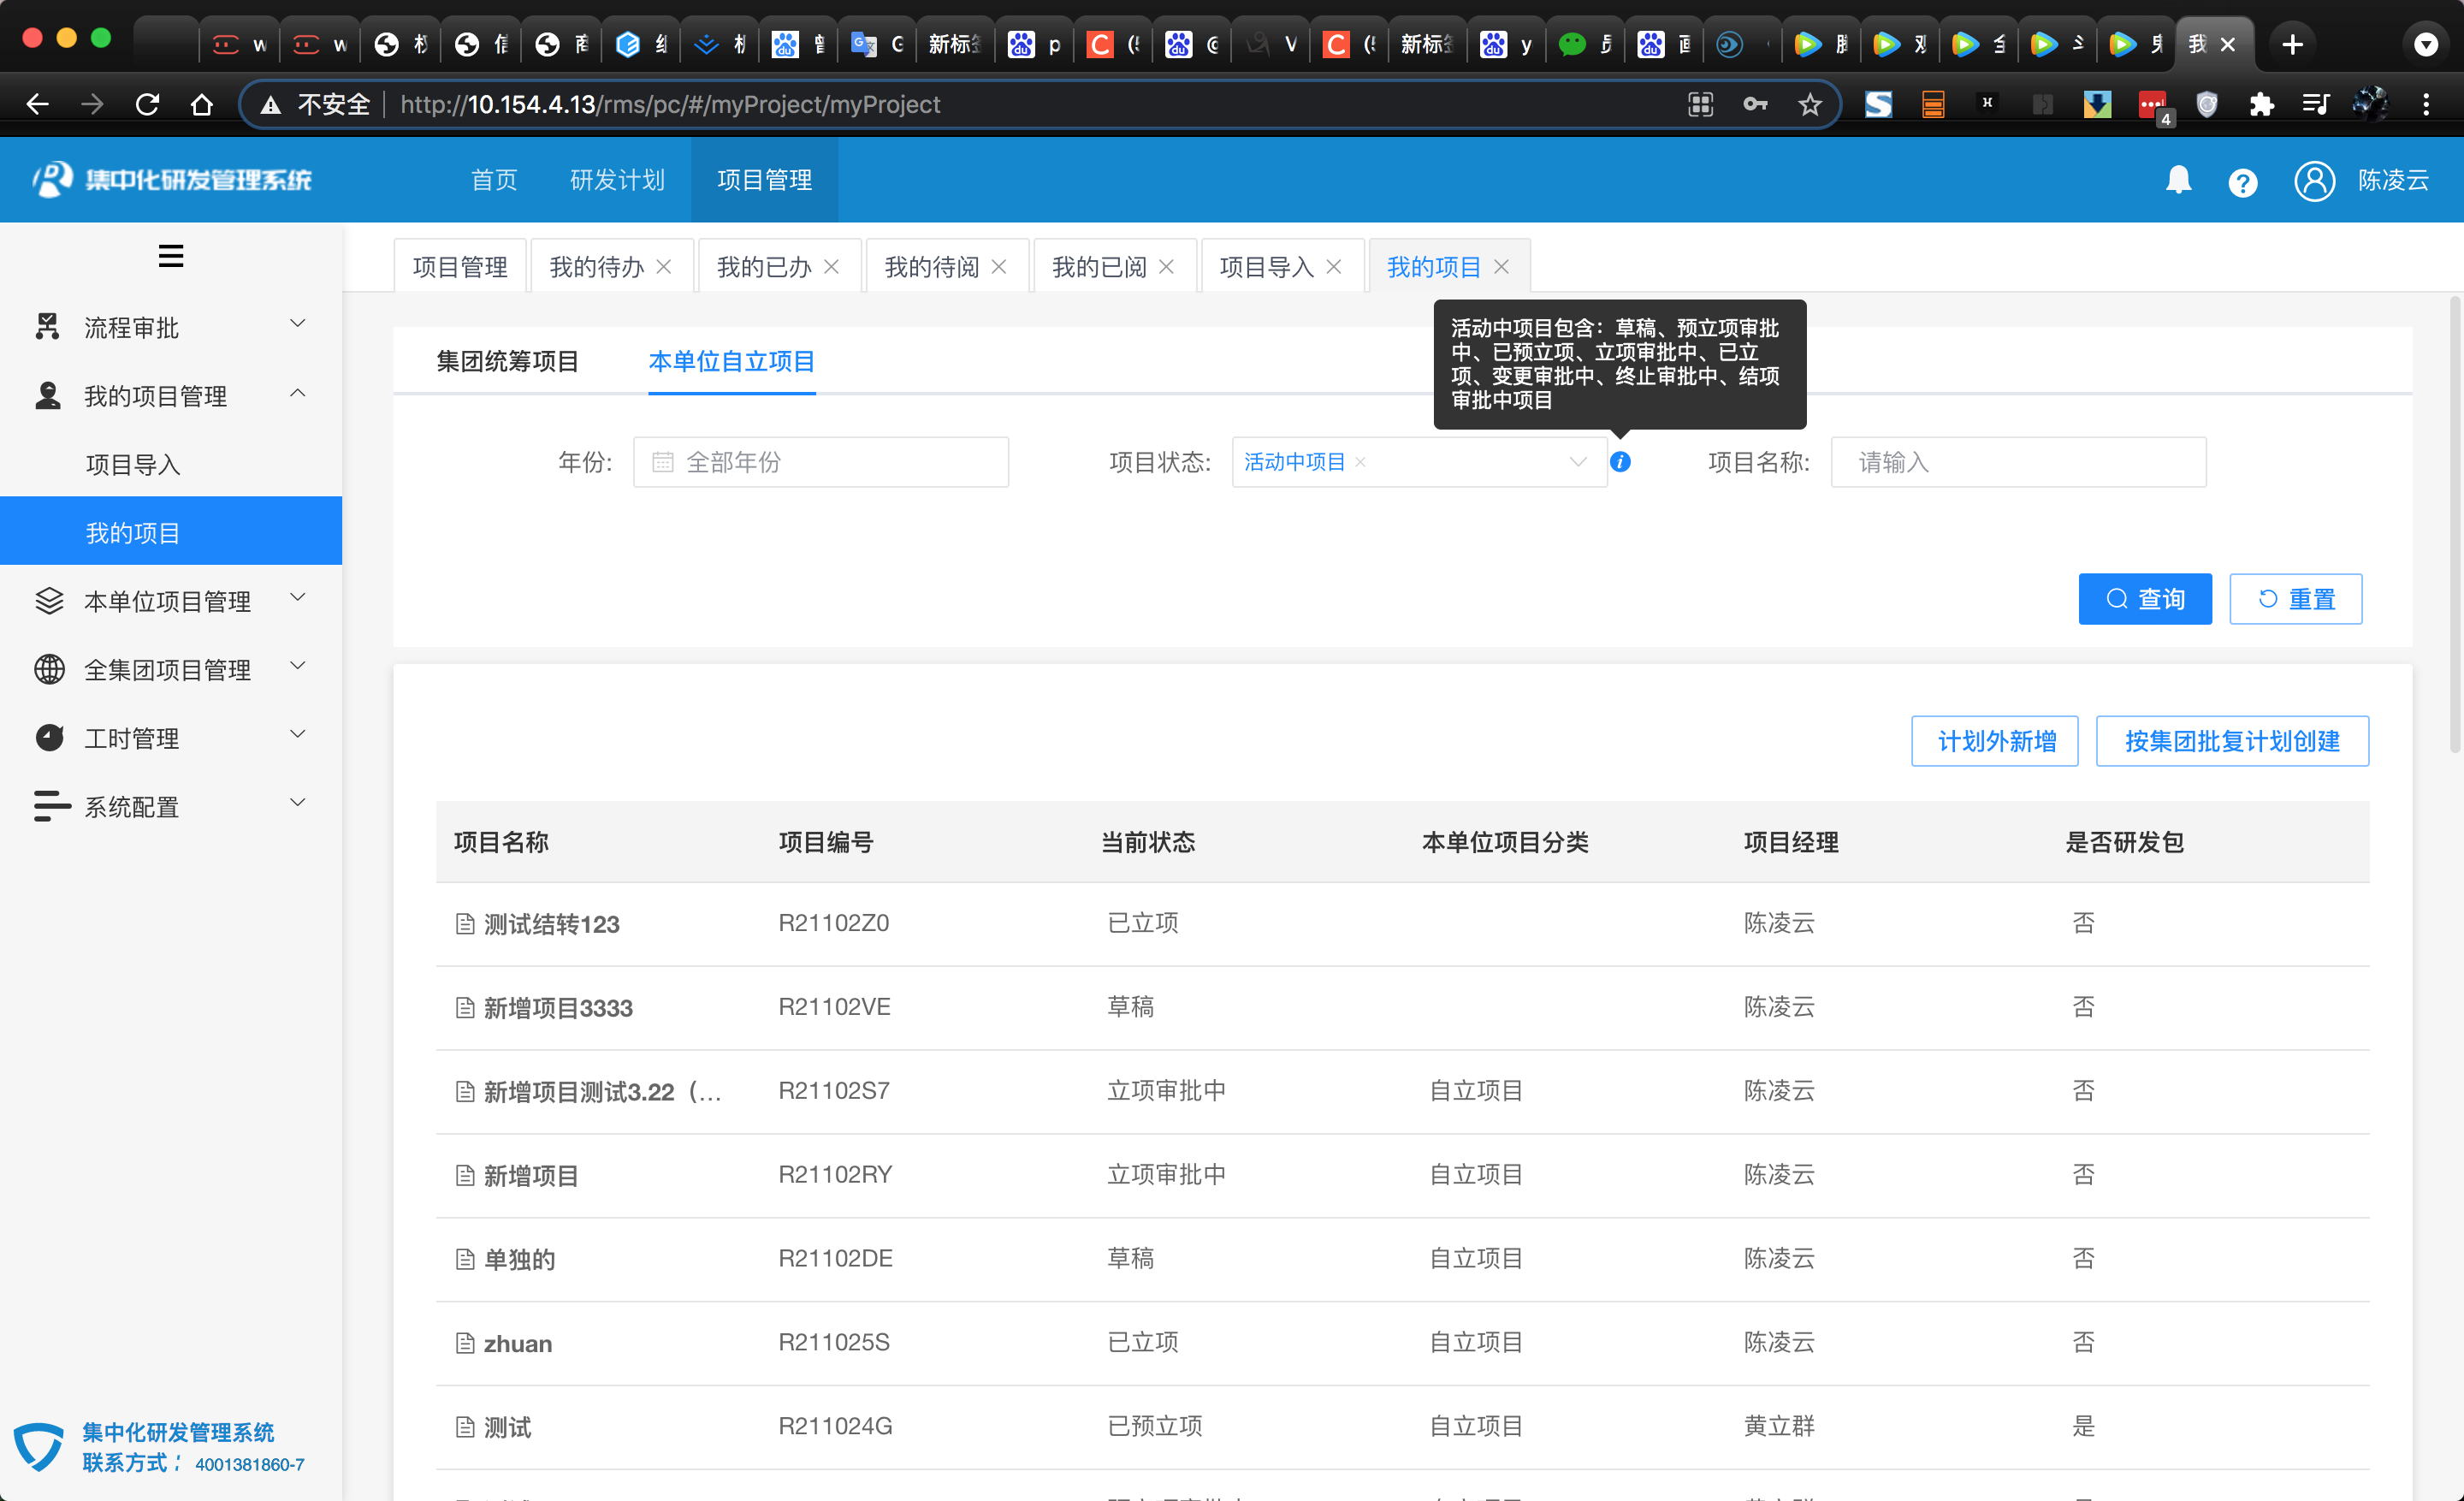 新标
新标
我
不安全
http://10.154.4.13/rms/pc/#/myProject/myProject
4
集中化研发管理系统
首页
研发计划
项目管理
陈凌云
项目管理
我的待办
我的已办
我的待阅
我的已阅
项目导入
我的项目
流程审批
我的项目管理
项目导入
我的项目
本单位项目管理
全集团项目管理
工时管理
系统配置
集团统筹项目
本单位自立项目
活动中项目包含：草稿、预立项审批
中、已预立项、立项审批中、已立
项、变更审批中、终止审批中、结项
审批中项目
年份:
全部年份
项目状态:
活动中项目
项目名称:
请输入
查询
重置
计划外新增
按集团批复计划创建
项目名称 项目编号 当前状态 本单位项目分类 项目经理 是否研发包
测试结转123 R21102Z0 已立项 陈凌云 否
新增项目3333 R21102VE 草稿 陈凌云 否
新增项目测试3.22（... R21102S7 立项审批中 自立项目 陈凌云 否
新增项目 R21102RY 立项审批中 自立项目 陈凌云 否
单独的 R21102DE 草稿 自立项目 陈凌云 否
zhuan R211025S 已立项 自立项目 陈凌云 否
测试 R211024G 已预立项 自立项目 黄立群 是
集中化研发管理系统
联系方式： 4001381860-7